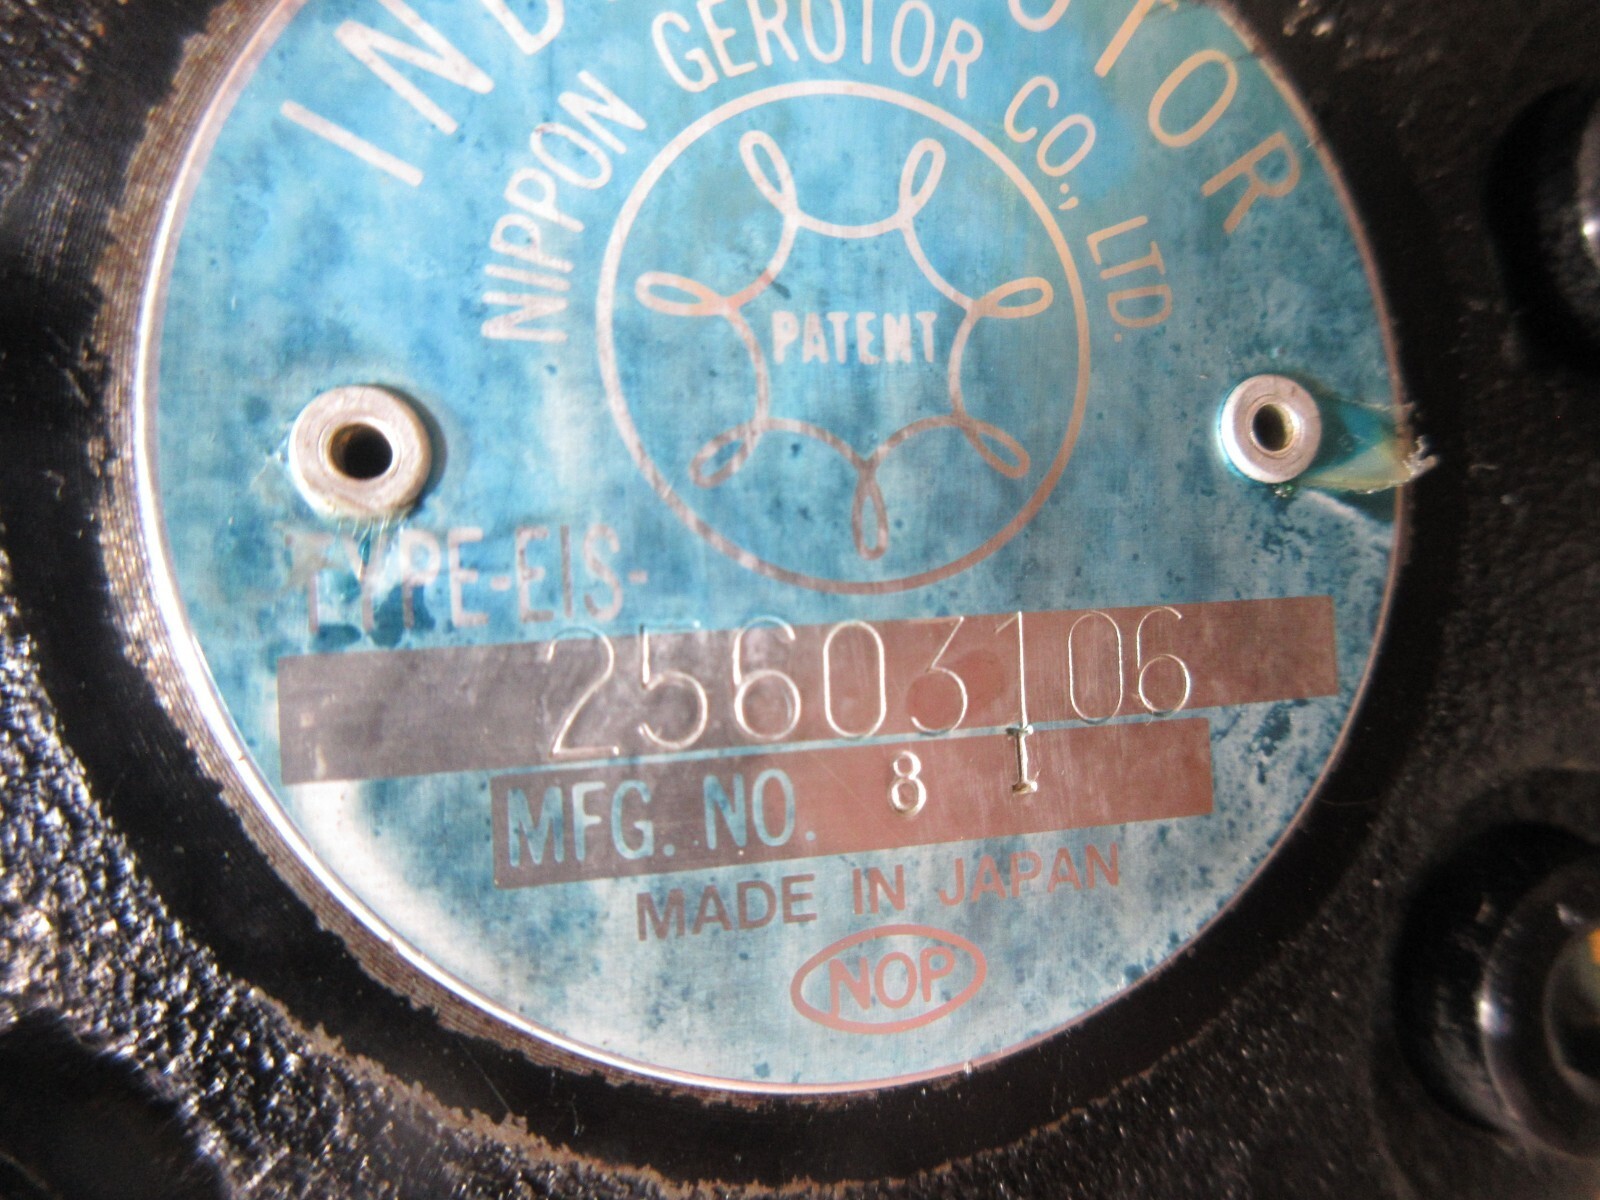 NIPPON GEROTOR CO., LTD.
PATENT
TYPE-EIS-
25603106
MFG. NO. 8 I
MADE IN JAPAN
NOP